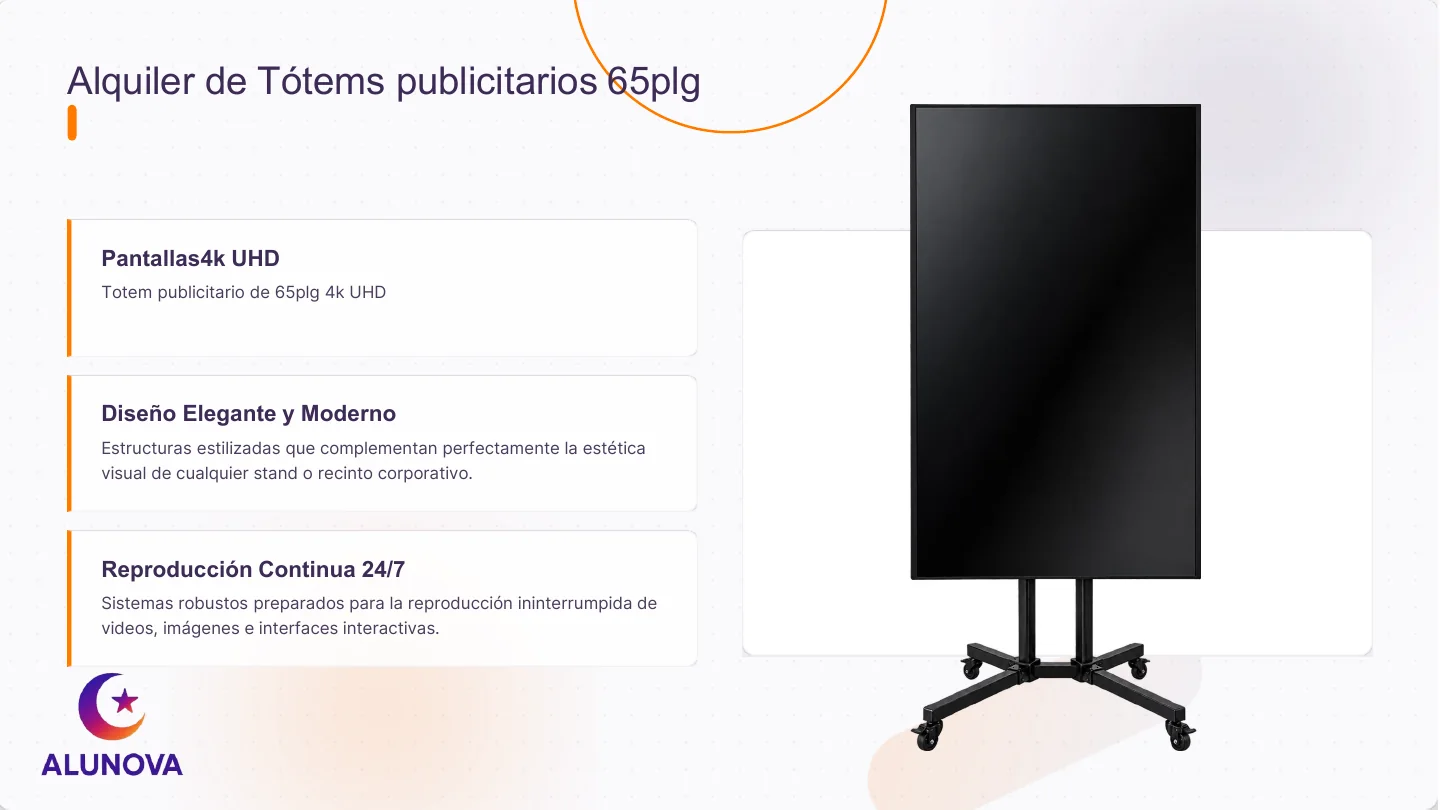 Alquiler de Tótems publicitarios 65plg
Pantallas4k UHD
Totem publicitario de 65plg 4k UHD
Diseño Elegante y Moderno
Estructuras estilizadas que complementan perfectamente la estética
visual de cualquier stand o recinto corporativo.
Reproducción Continua 24/7
Sistemas robustos preparados para la reproducción ininterrumpida de
videos, imágenes e interfaces interactivas.
ALUNOVA